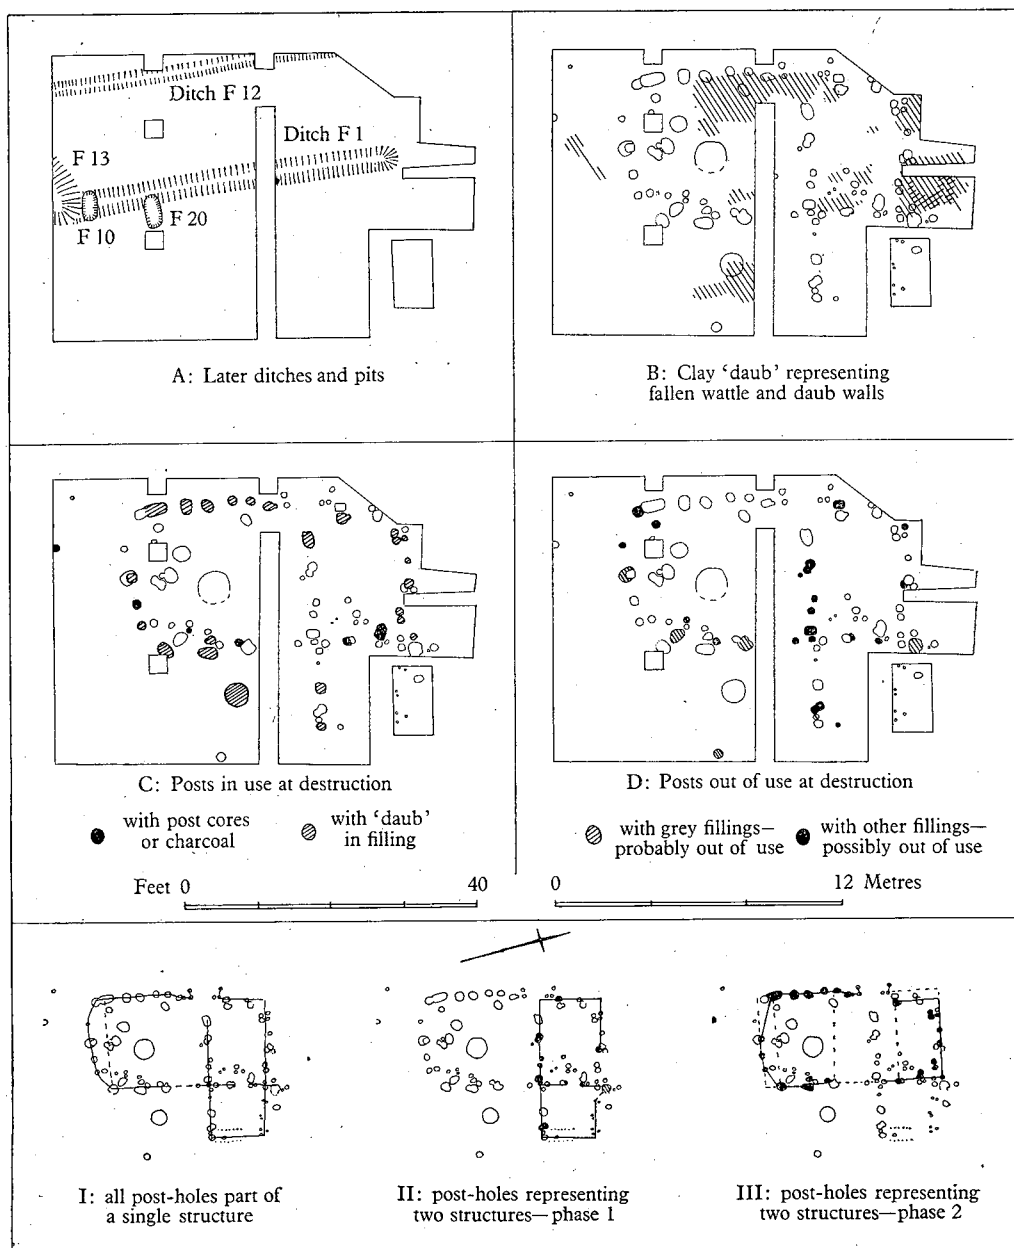 Ditch F 12
Ditch F 1
F 13
F 10
F 20
A: Later ditches and pits
B: Clay ‘daub’ representing
fallen wattle and daub walls
C: Posts in use at destruction
with post cores
or charcoal
with ‘daub’
in filling
D: Posts out of use at destruction
with grey fillings—
probably out of use
with other fillings—
possibly out of use
Feet 0 40
0 12 Metres
I: all post-holes part of
a single structure
II: post-holes representing
two structures—phase 1
III: post-holes representing
two structures—phase 2